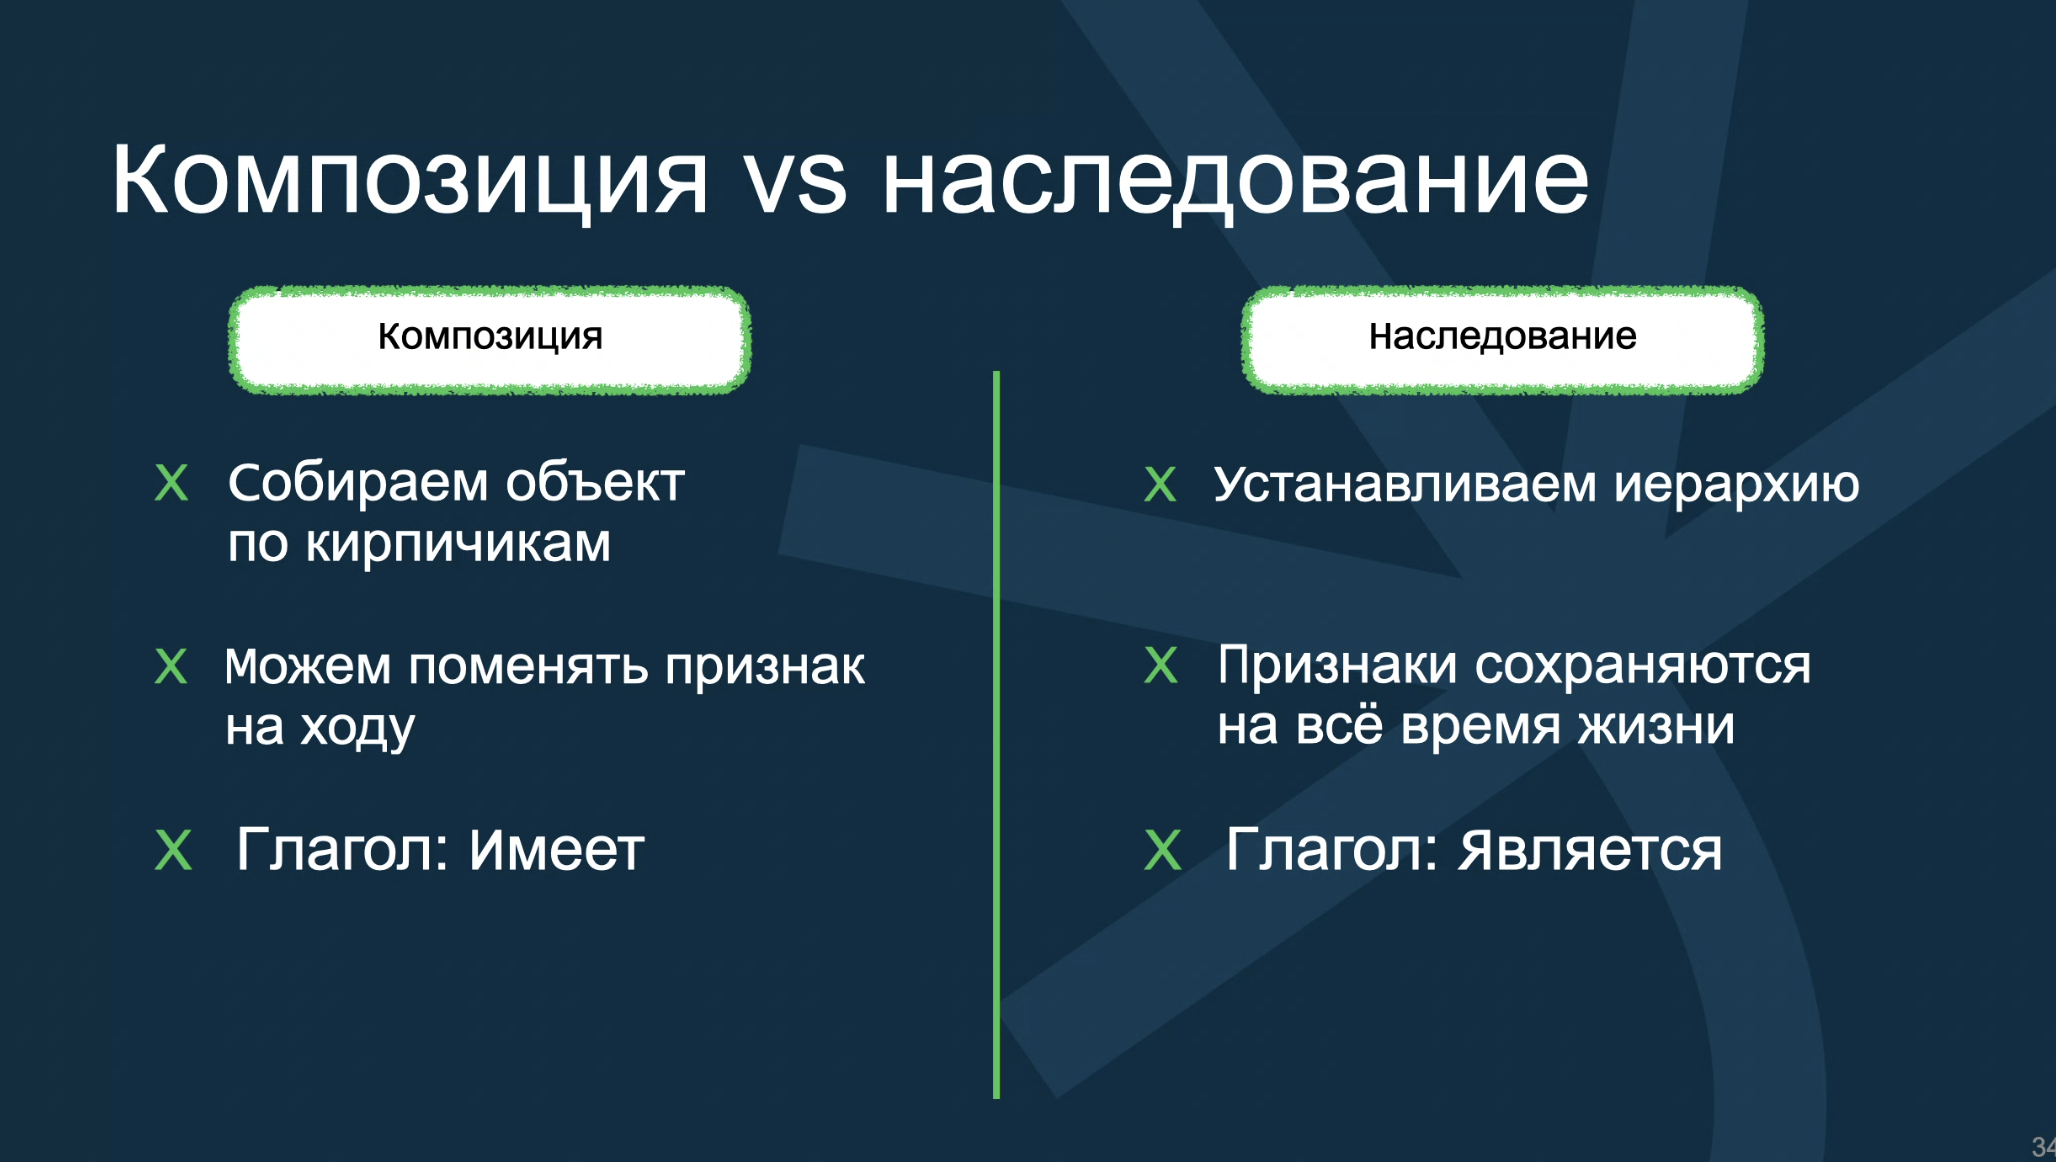 Композиция vs наследование
Композиция
X Собираем объект
по кирпичикам
X Можем поменять признак
на ходу
X Глагол: Имеет
Наследование
X Устанавливаем иерархию
X Признаки сохраняются
на всё время жизни
X Глагол: Является
34